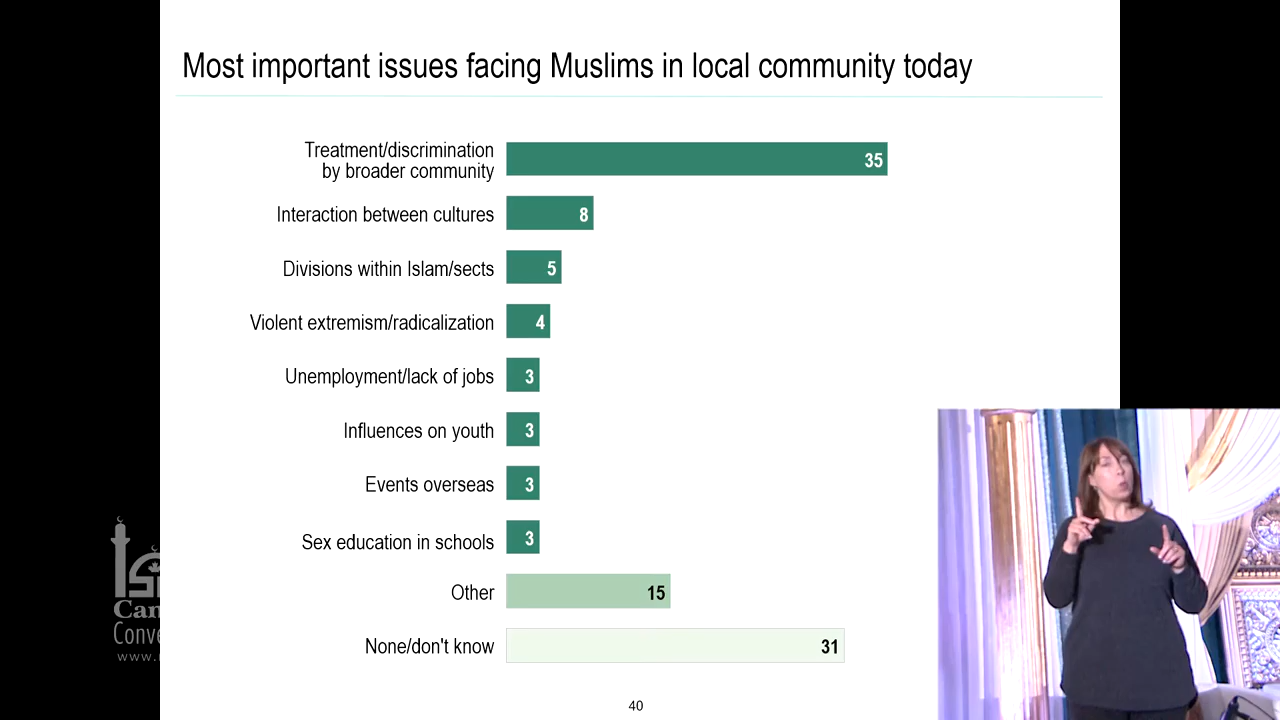 Most important issues facing Muslims in local community today
Treatment/discrimination
by broader community
35
Interaction between cultures
8
Divisions within Islam/sects
5
Violent extremism/radicalization
4
Unemployment/lack of jobs
3
Influences on youth
3
Events overseas
3
Sex education in schools
3
Other
15
None/don't know
31
40